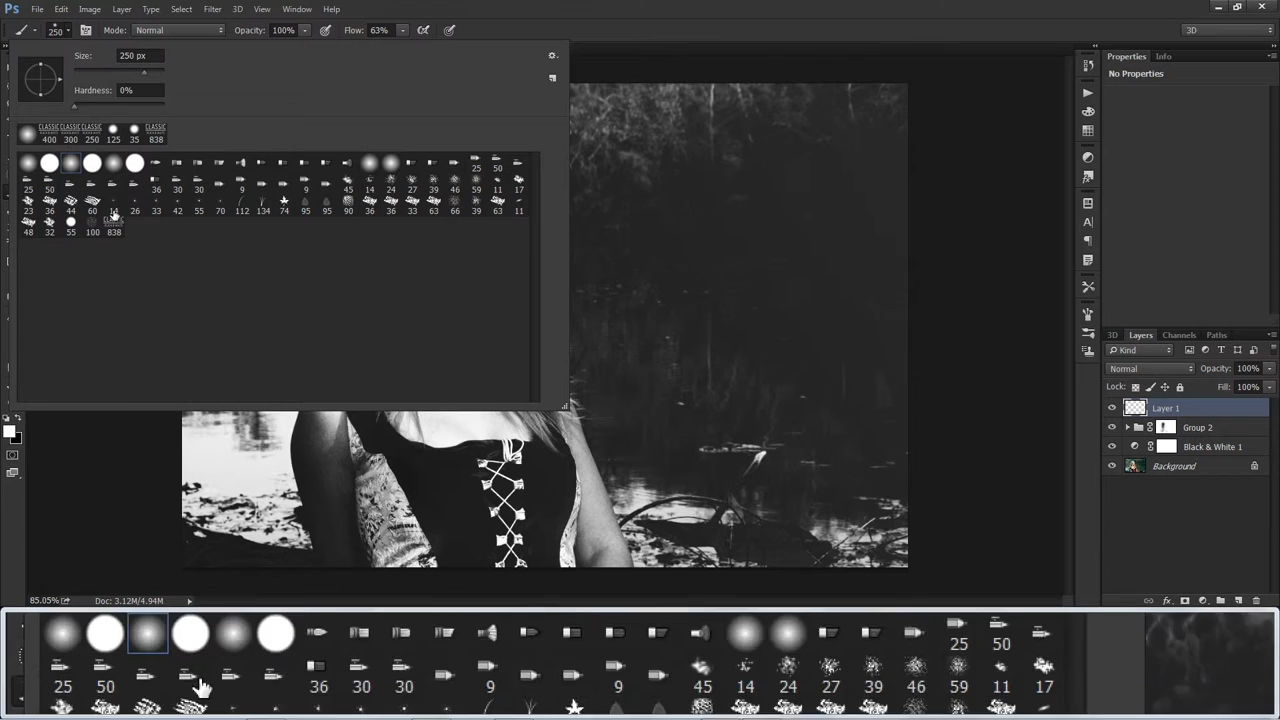 Ps File Edit Image Layer Type Select Filter 3D View Window Help
250 Mode: Normal Opacity: 100% Flow: 63% 3D
Size: 250 px
Hardness: 0%
CLASSIC CLASSIC CLASSIC CLASSIC
400 300 250 125 35 838
25 50
25 50 36 30 30 9 9 45 14 24 27 39 46 59 11 17
23 36 44 60 26 33 42 55 70 112 134 74 95 95 90 36 36 33 63 66 39 63 11
48 32 55 100 838
Properties Info
No Properties
3D Layers Channels Paths
Kind
Normal Opacity: 100%
Lock: Fill: 100%
Layer 1
Group 2
Black & White 1
Background
85.05% Doc: 3.12M/4.94M
25 50
25 50 36 30 30 9 9 45 14 24 27 39 46 59 11 17